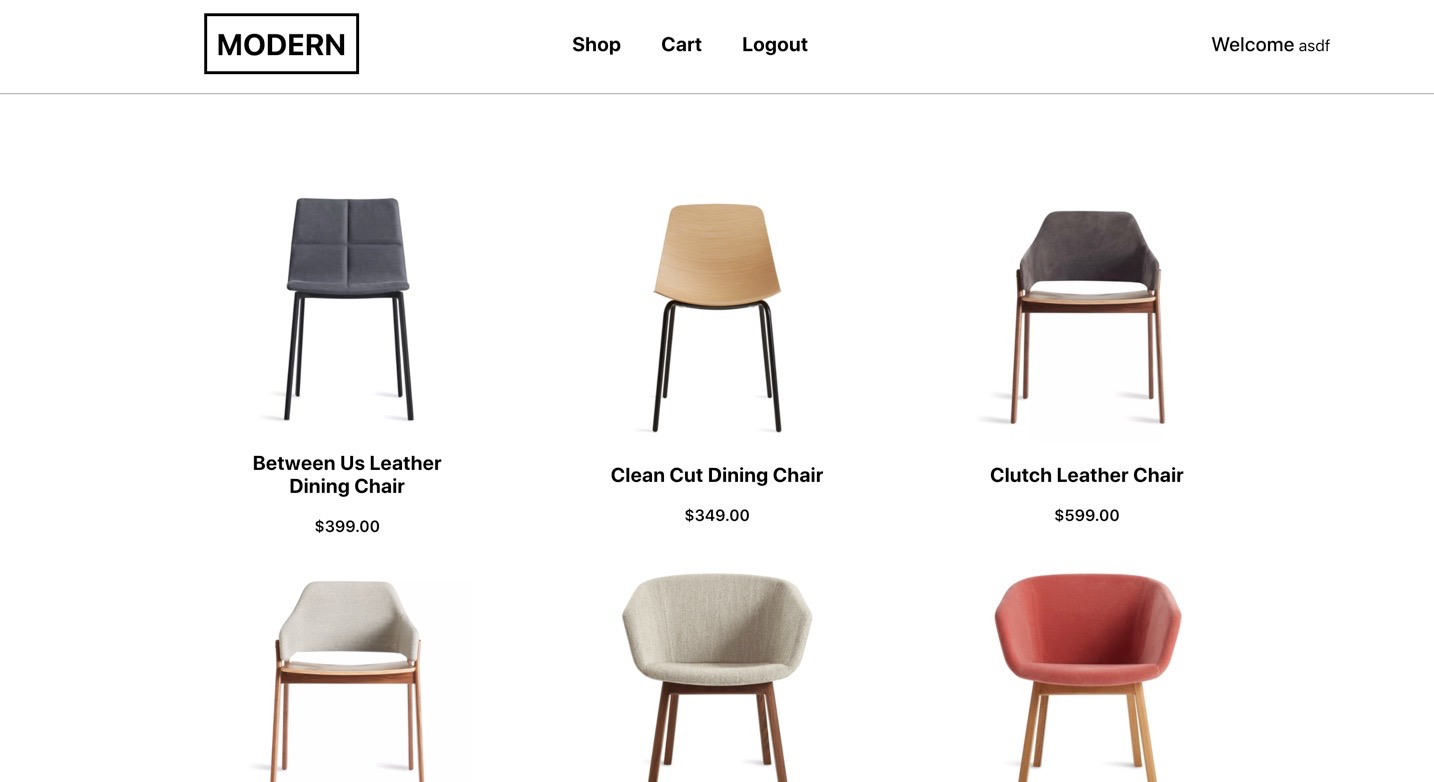 MODERN
Shop
Cart
Logout
Welcome asdf
Between Us Leather
Dining Chair
$399.00
Clean Cut Dining Chair
$349.00
Clutch Leather Chair
$599.00